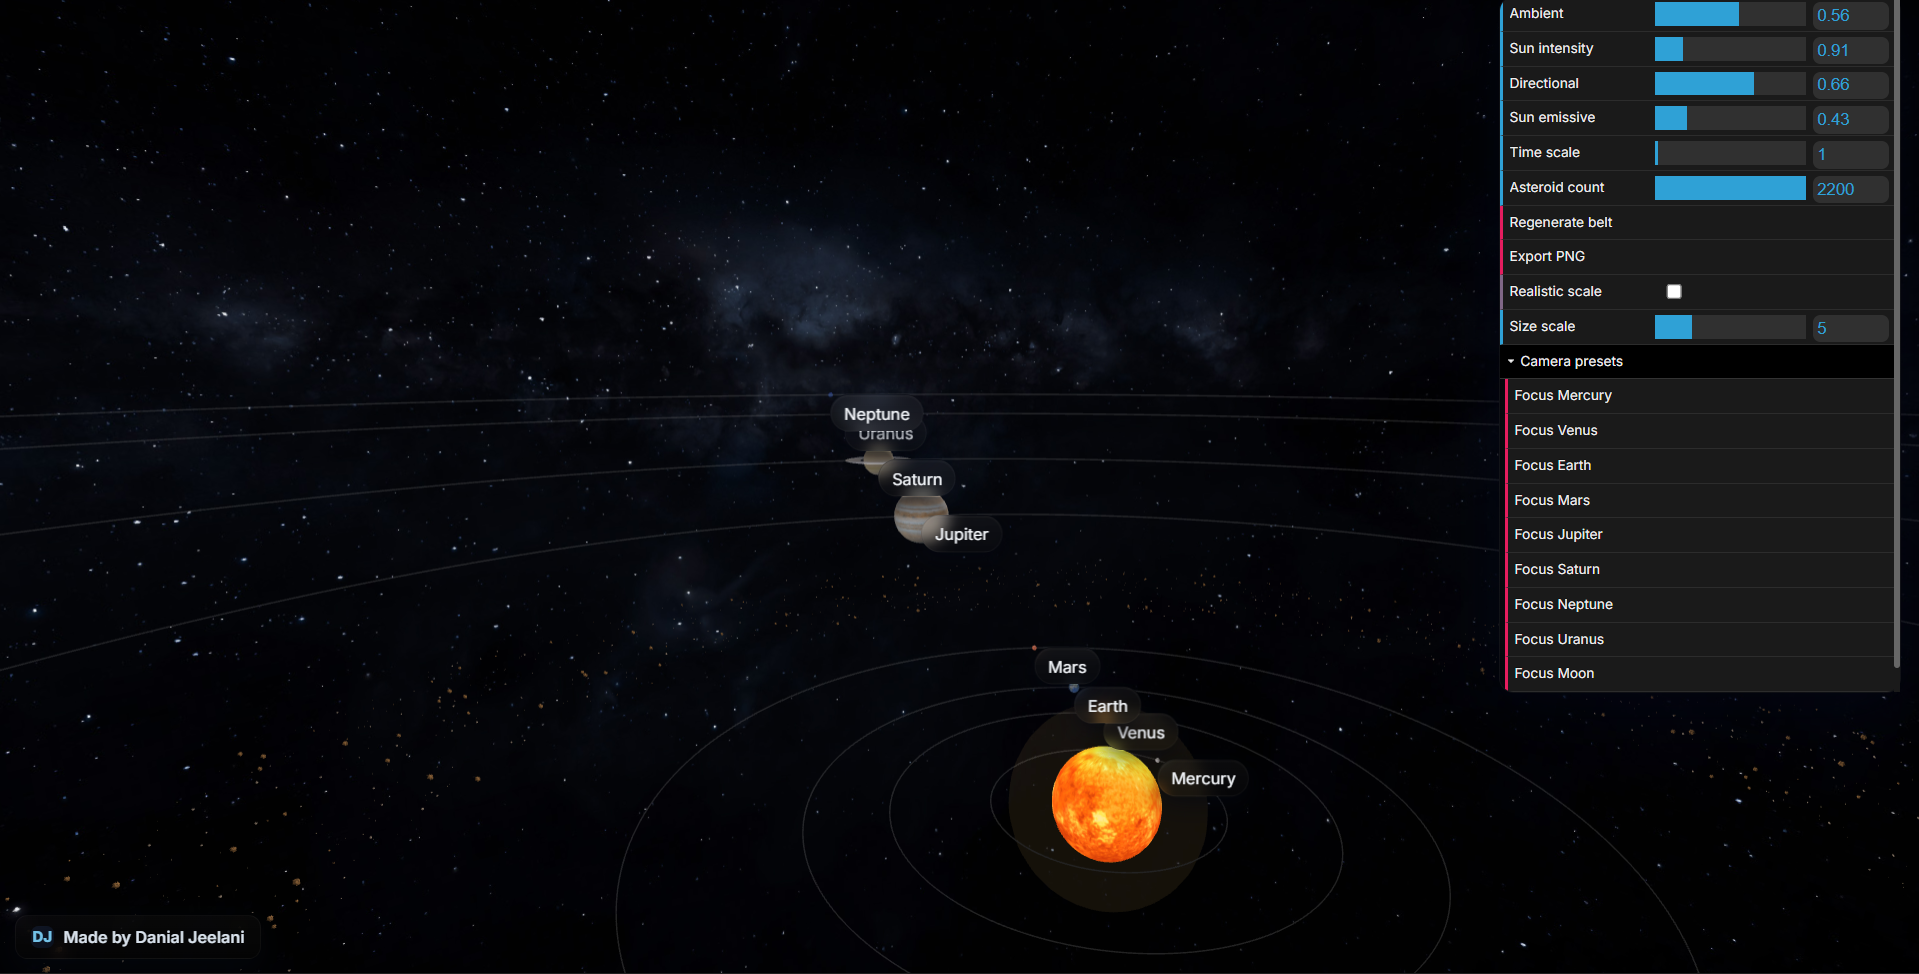 Ambient 0.56
Sun intensity 0.91
Directional 0.66
Sun emissive 0.43
Time scale 1
Asteroid count 2200
Regenerate belt
Export PNG
Realistic scale
Size scale 5
Camera presets
Focus Mercury
Focus Venus
Focus Earth
Focus Mars
Focus Jupiter
Focus Saturn
Focus Neptune
Focus Uranus
Focus Moon
Neptune
Uranus
Saturn
Jupiter
Mars
Earth
Venus
Mercury
DJ Made by Danial Jeelani